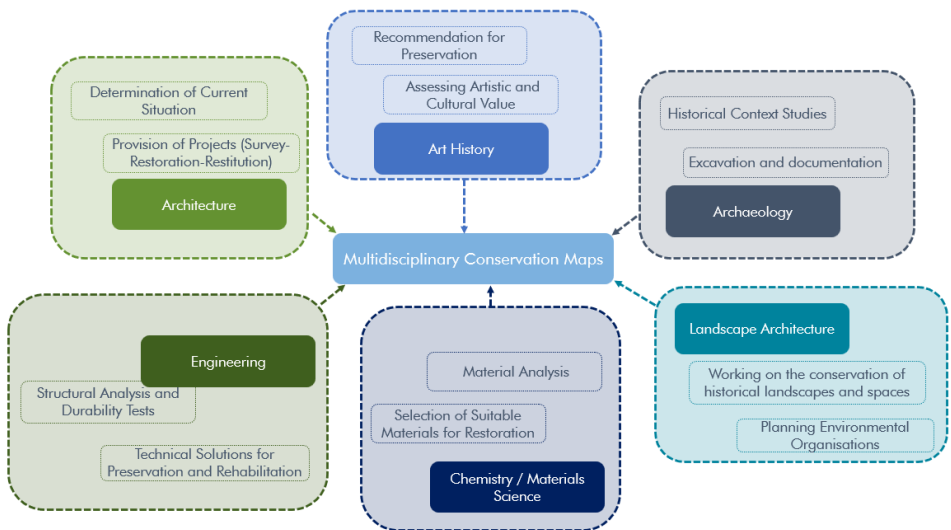 Determination of Current
Situation
Provision of Projects (Survey-
Restoration-Restitution)
Architecture
Recommendation for
Preservation
Assessing Artistic and
Cultural Value
Art History
Historical Context Studies
Excavation and documentation
Archaeology
Multidisciplinary Conservation Maps
Engineering
Structural Analysis and
Durability Tests
Technical Solutions for
Preservation and Rehabilitation
Material Analysis
Selection of Suitable
Materials for Restoration
Chemistry / Materials
Science
Landscape Architecture
Working on the conservation of
historical landscapes and spaces
Planning Environmental
Organisations